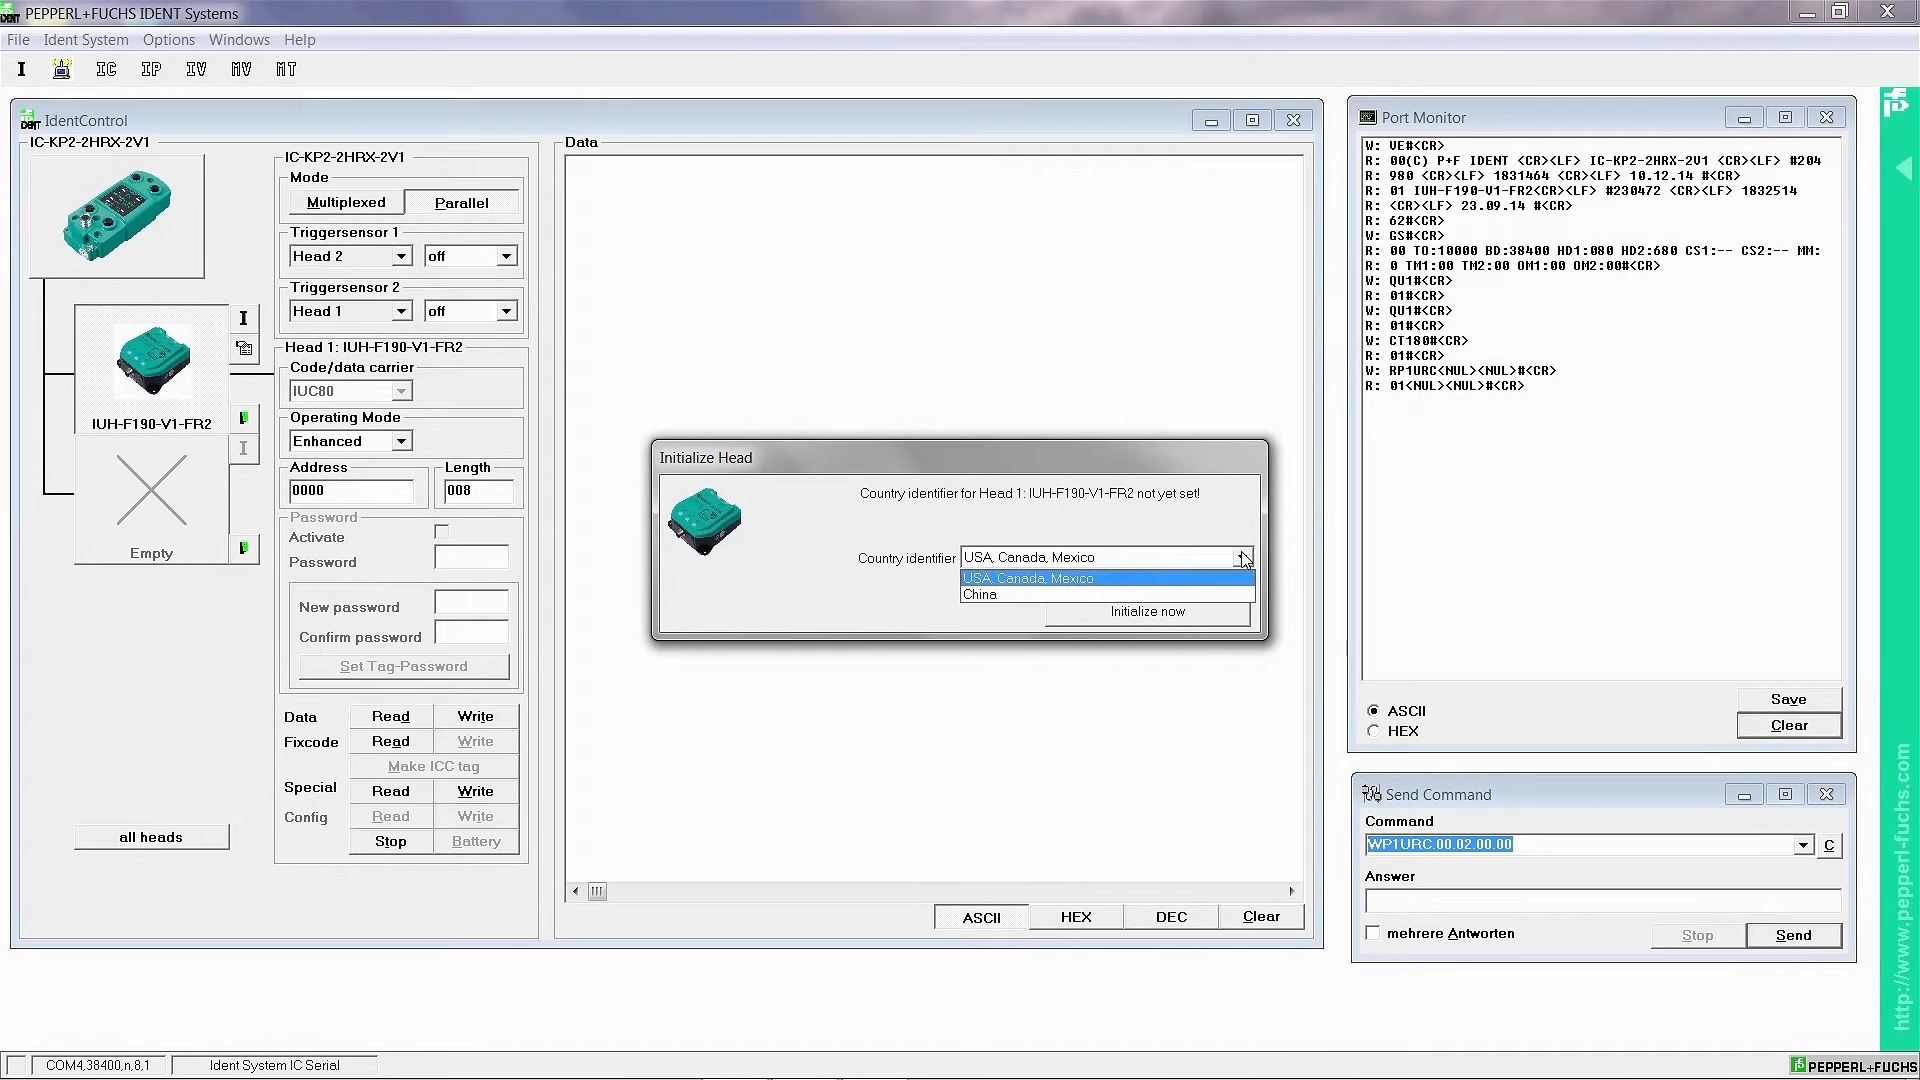 PEPPERL+FUCHS IDENT Systems
File Ident System Options Windows Help
I IC IP IV MV MT
IdentControl
IC-KP2-2HRX-2V1
I
IUH-F190-V1-FR2
I
Empty
all heads
IC-KP2-2HRX-2V1
Mode
Multiplexed Parallel
Triggersensor 1
Head 2 off
Triggersensor 2
Head 1 off
Head 1: IUH-F190-V1-FR2
Code/data carrier
IUC80
Operating Mode
Enhanced
Address Length
0000 008
Password
Activate
Password
New password
Confirm password
Set Tag-Password
Data Read Write
Fixcode Read Write
Make ICC tag
Special Read Write
Config Read Write
Stop Battery
Data
ASCII HEX DEC Clear
Initialize Head
Country identifier for Head 1: IUH-F190-V1-FR2 not yet set!
Country identifier USA, Canada, Mexico
USA, Canada, Mexico
China
Initialize now
Port Monitor
W: VE#<CR>
R: 00(C) P+F IDENT <CR><LF> IC-KP2-2HRX-2V1 <CR><LF> #204
R: 980 <CR><LF> 1831464 <CR><LF> 10.12.14 #<CR>
R: 01 IUH-F190-V1-FR2<CR><LF> #230472 <CR><LF> 1832514
R: <CR><LF> 23.09.14 #<CR>
R: 62#<CR>
W: GS#<CR>
R: 00 TO:10000 BD:38400 HD1:080 HD2:680 CS1:-- CS2:-- MM:
R: 0 TM1:00 TM2:00 OM1:00 OM2:00#<CR>
W: QU1#<CR>
R: 01#<CR>
W: QU1#<CR>
R: 01#<CR>
W: CT180#<CR>
R: 01#<CR>
W: RP1URC<NUL><NUL>#<CR>
R: 01<NUL><NUL>#<CR>
ASCII
HEX
Save
Clear
Send Command
Command
WP1URC.00.02.00.00
C
Answer
mehrere Antworten Stop Send
http://www.pepperl-fuchs.com
COM4,38400,n,8,1 Ident System IC Serial
PEPPERL+FUCHS